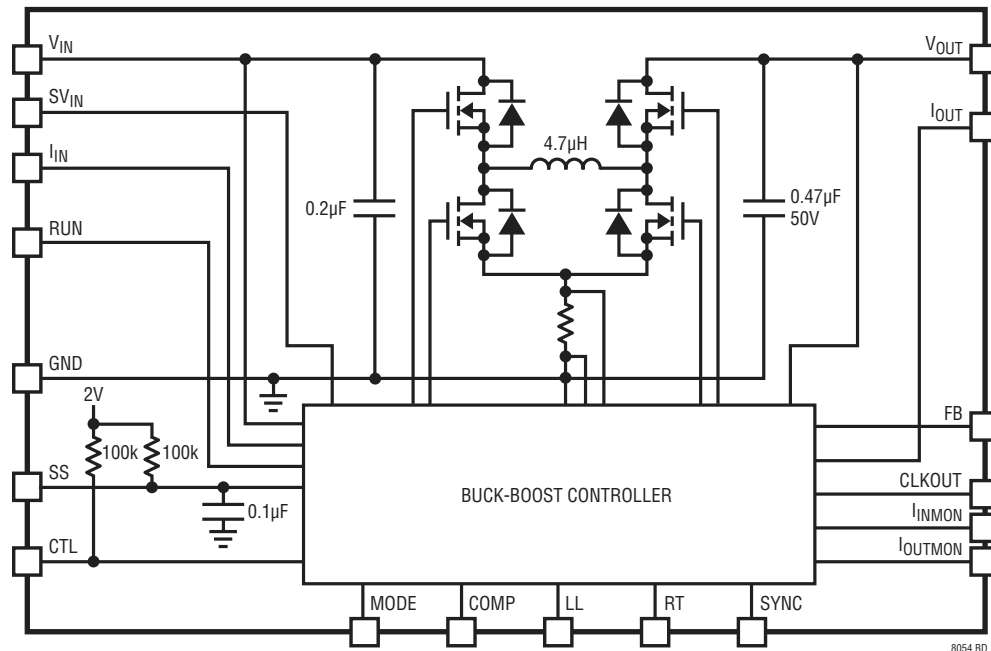 VIN
VOUT
SVIN
IOUT
IIN
4.7µH
RUN
0.2µF
0.47µF
50V
GND
2V
100k
100k
FB
SS
0.1µF
BUCK-BOOST CONTROLLER
CLKOUT
IINMON
CTL
IOUTMON
MODE
COMP
LL
RT
SYNC
8054 BD